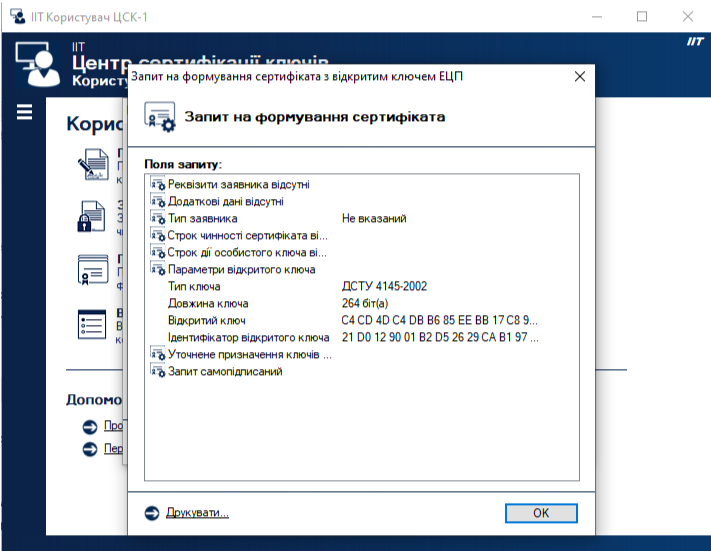 ІІТ Користувач ЦСК-1
ІІТ
ІІТ
Центр сертифікації ключів
Корист
Корис
Запит на формування сертифіката з відкритим ключем ЕЦП
Запит на формування сертифіката
Поля запиту:
Реквізити заявника відсутні
Додаткові дані відсутні
Тип заявника Не вказаний
Строк чинності сертифіката ві...
Строк дії особистого ключа ві...
Параметри відкритого ключа
Тип ключа ДСТУ 4145-2002
Довжина ключа 264 біт(а)
Відкритий ключ C4 CD 4D C4 DB B6 85 EE BB 17 C8 9...
Ідентифікатор відкритого ключа 21 D0 12 90 01 B2 D5 26 29 CA B1 97 ...
Уточнене призначення ключів ...
Запит самопідписаний
Допомо
Про
Пер
Друкувати...
OK